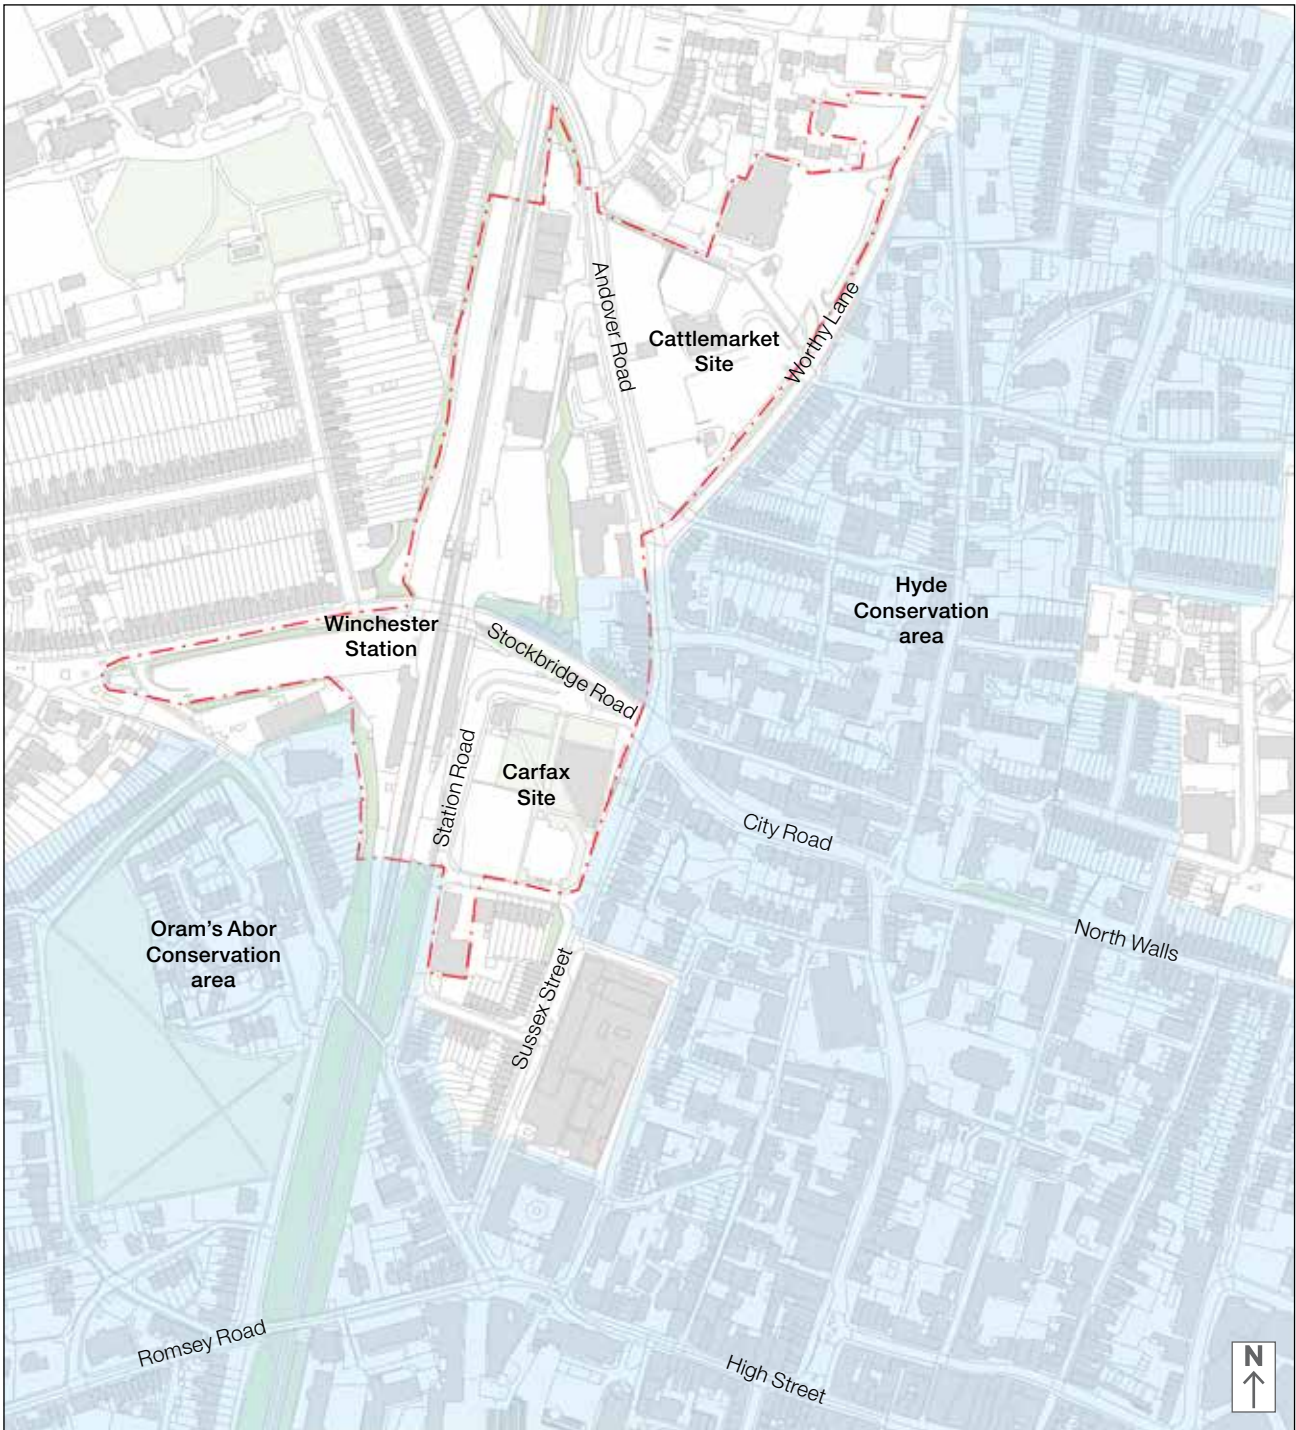 Andover Road
Cattlemarket
Site
Worthy Lane
Hyde
Conservation
area
Winchester
Station
Stockbridge Road
Station Road
Carfax
Site
City Road
North Walls
Oram's Abor
Conservation
area
Sussex Street
Romsey Road
High Street
N